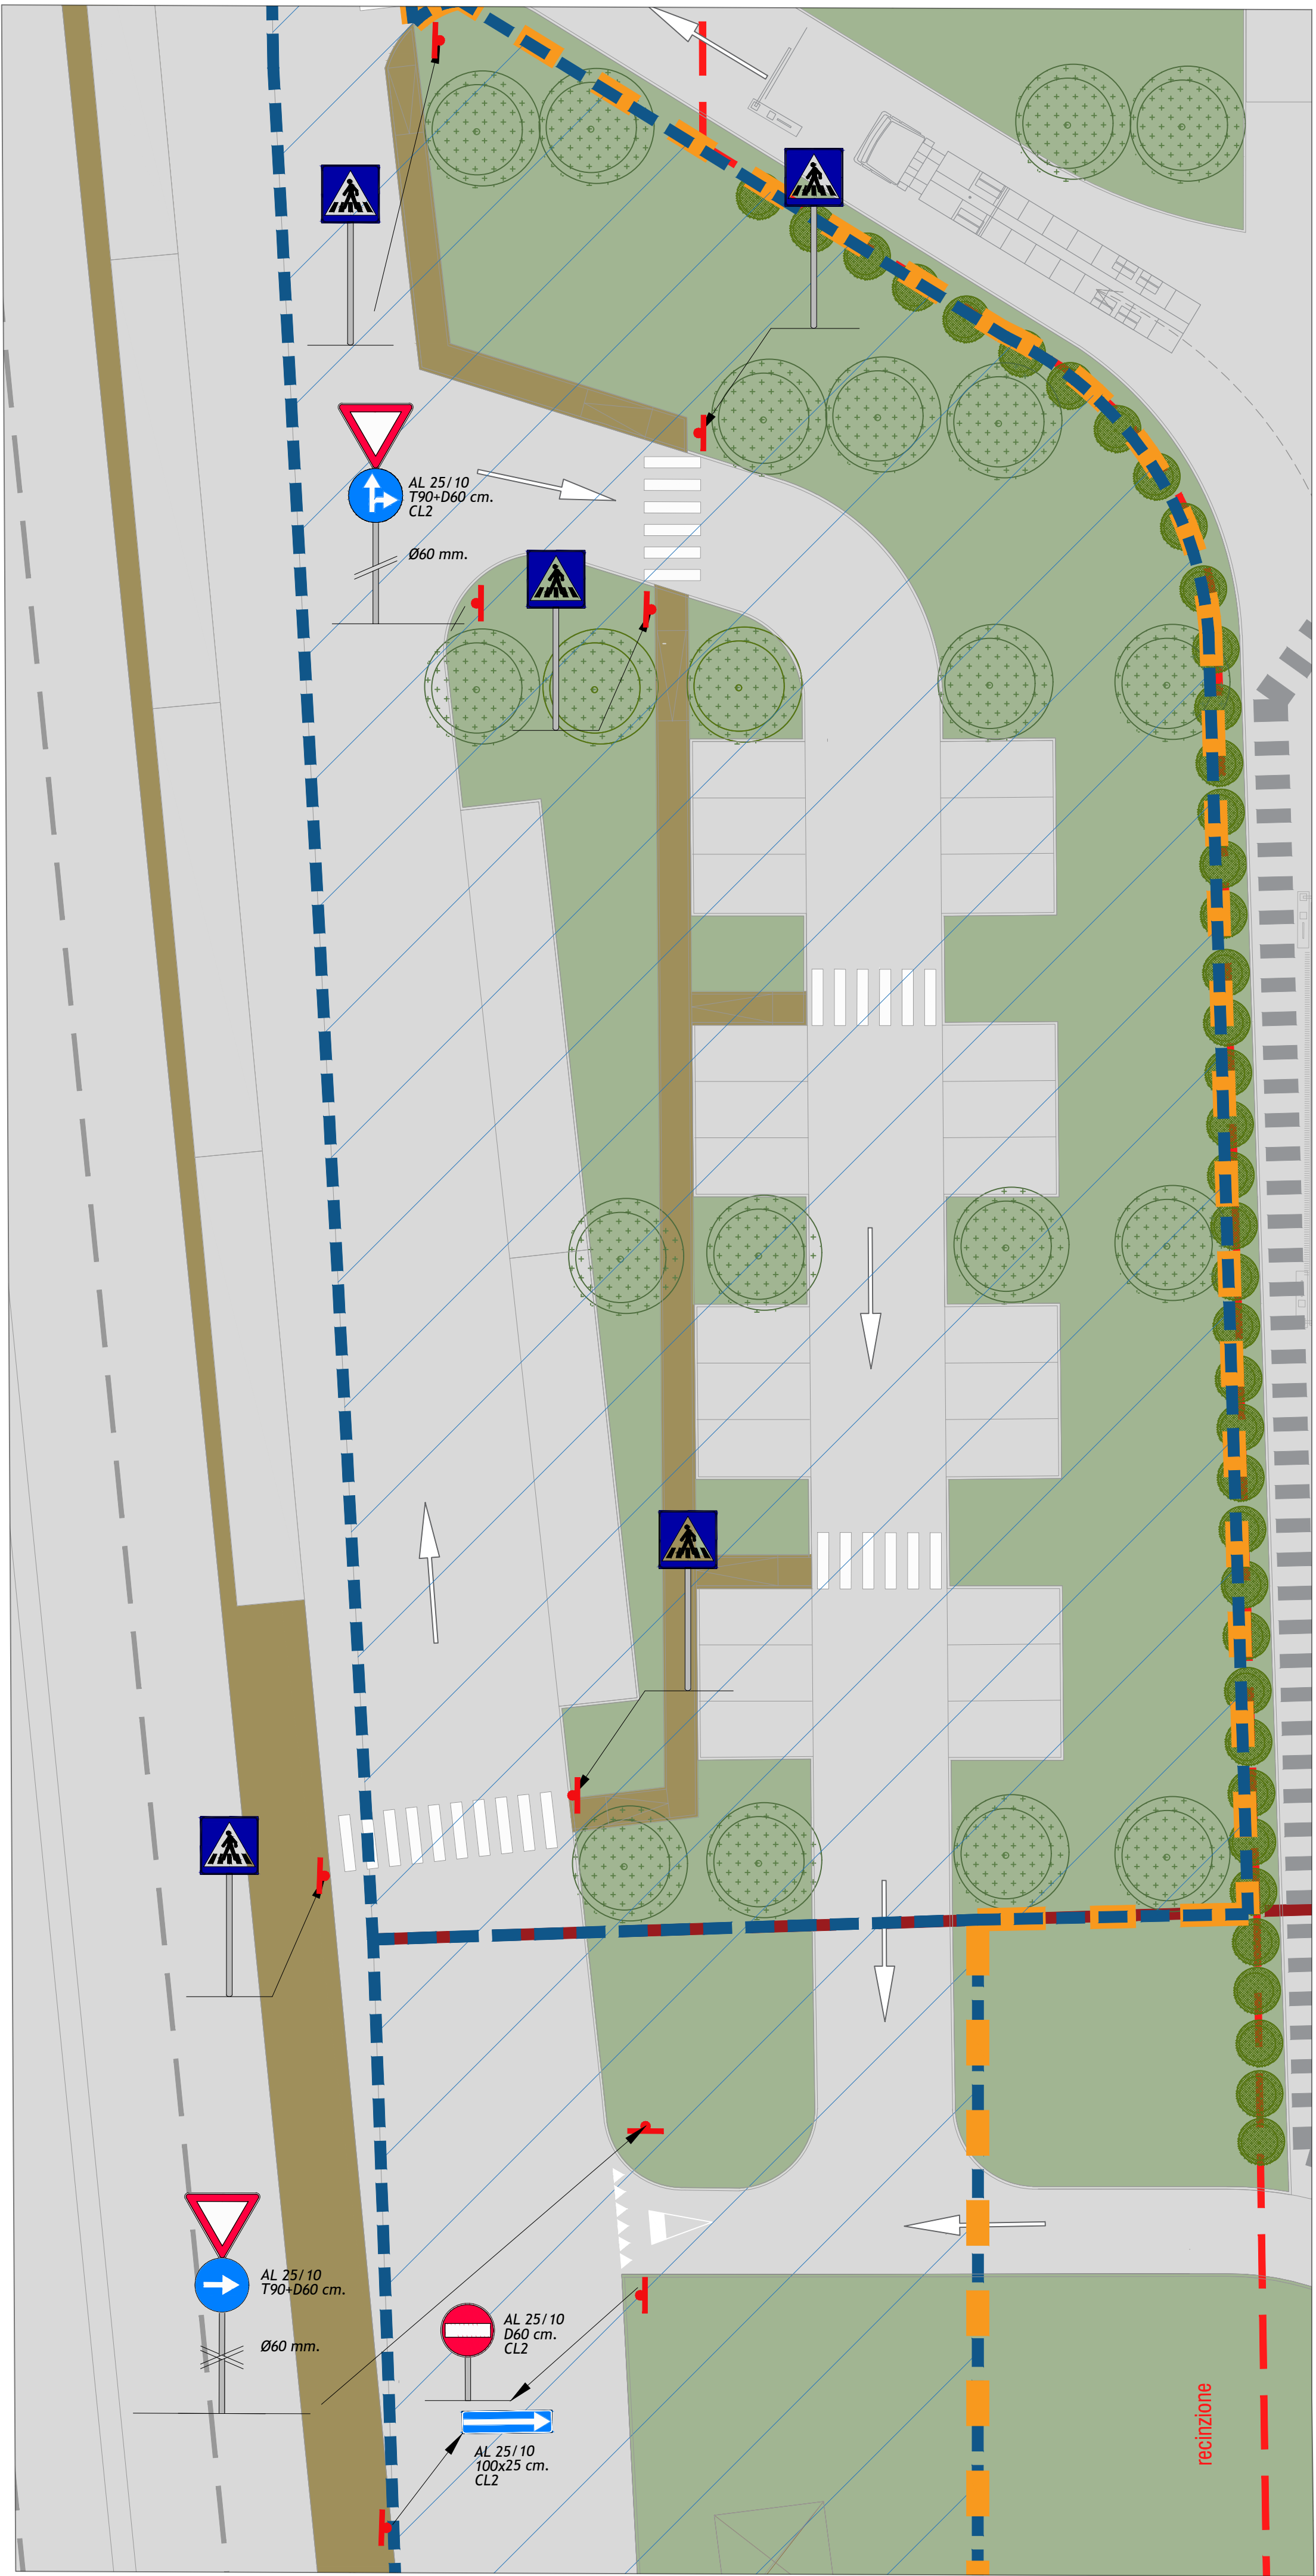 AL 25/10
T90+D60 cm.
CL2
Ø60 mm.
AL 25/10
T90+D60 cm.
Ø60 mm.
AL 25/10
D60 cm.
CL2
AL 25/10
100x25 cm.
CL2
recinzione